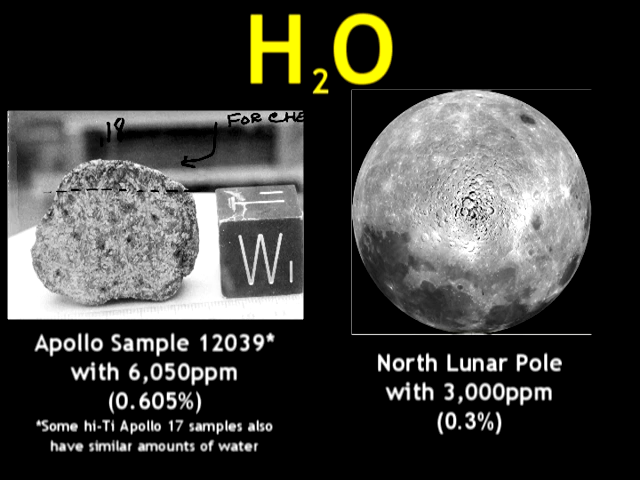 H₂O
,18
FOR CHE
W₁
Apollo Sample 12039*
with 6,050ppm
(0.605%)
*Some hi-Ti Apollo 17 samples also
have similar amounts of water
North Lunar Pole
with 3,000ppm
(0.3%)